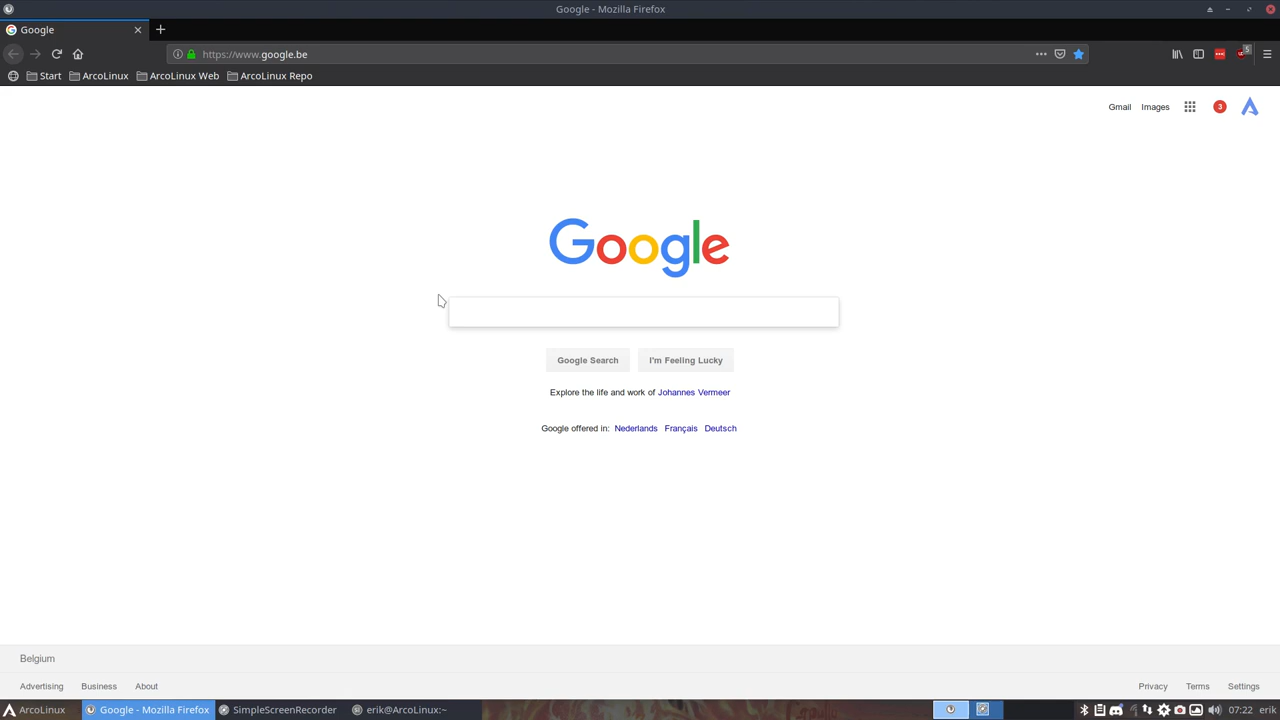 Google - Mozilla Firefox
Google
https://www.google.be
5
Start ArcoLinux ArcoLinux Web ArcoLinux Repo
Gmail Images 3
Google
Google Search I'm Feeling Lucky
Explore the life and work of Johannes Vermeer
Google offered in: Nederlands Français Deutsch
Belgium
Advertising Business About Privacy Terms Settings
ArcoLinux Google - Mozilla Firefox SimpleScreenRecorder erik@ArcoLinux:~ 07:22 erik